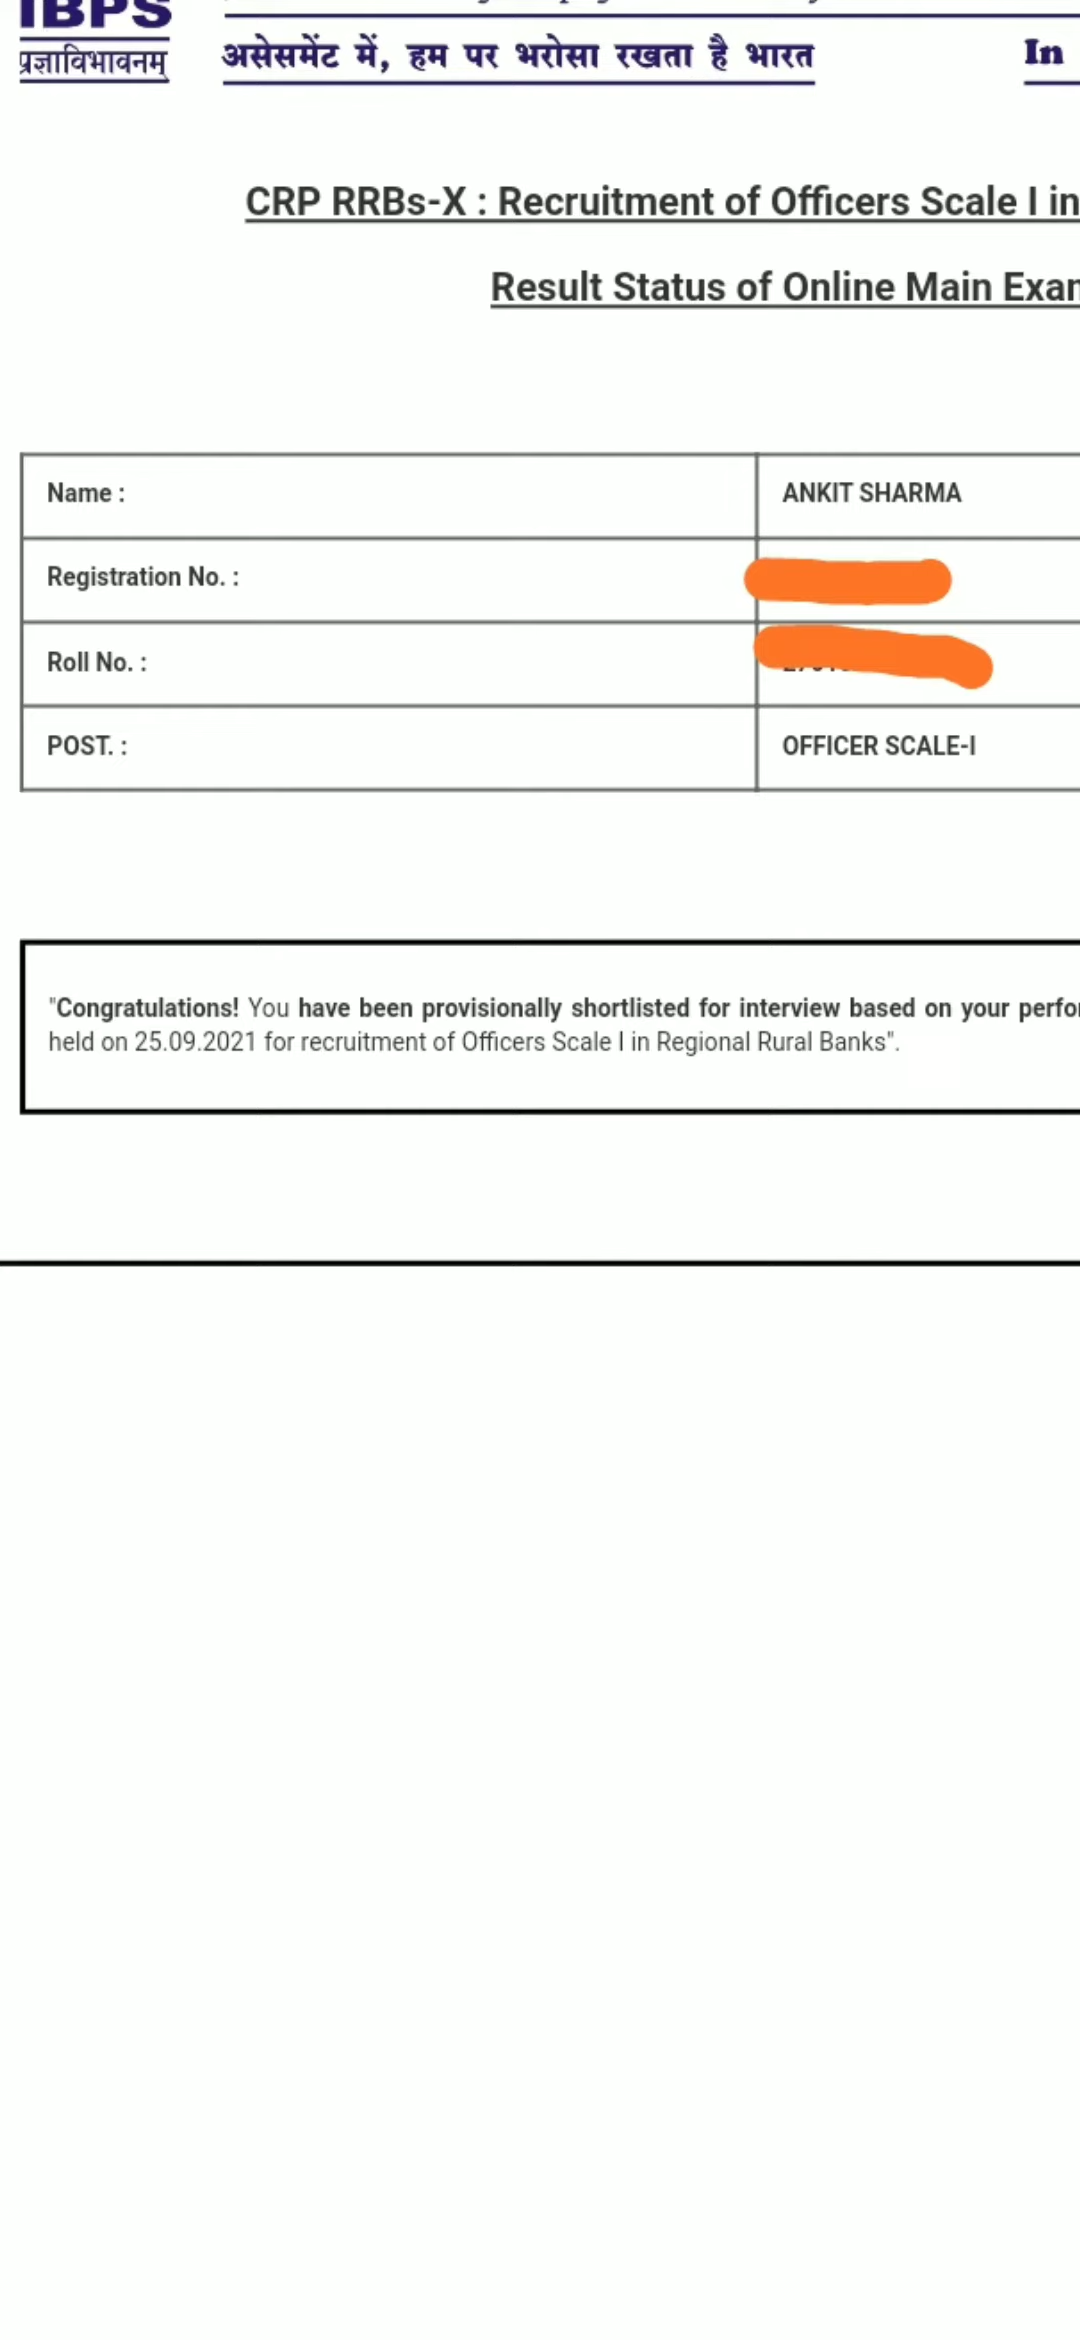 IBPS
प्रज्ञाविभावनम्
असेसमेंट में, हम पर भरोसा रखता है भारत In
CRP RRBs-X : Recruitment of Officers Scale I in
Result Status of Online Main
Name : ANKIT SHARMA
Registration No. :
Roll No. :
POST. : OFFICER SCALE-I
"Congratulations! You have been provisionally shortlisted for interview based on your
held on 25.09.2021 for recruitment of Officers Scale I in Regional Rural Banks".